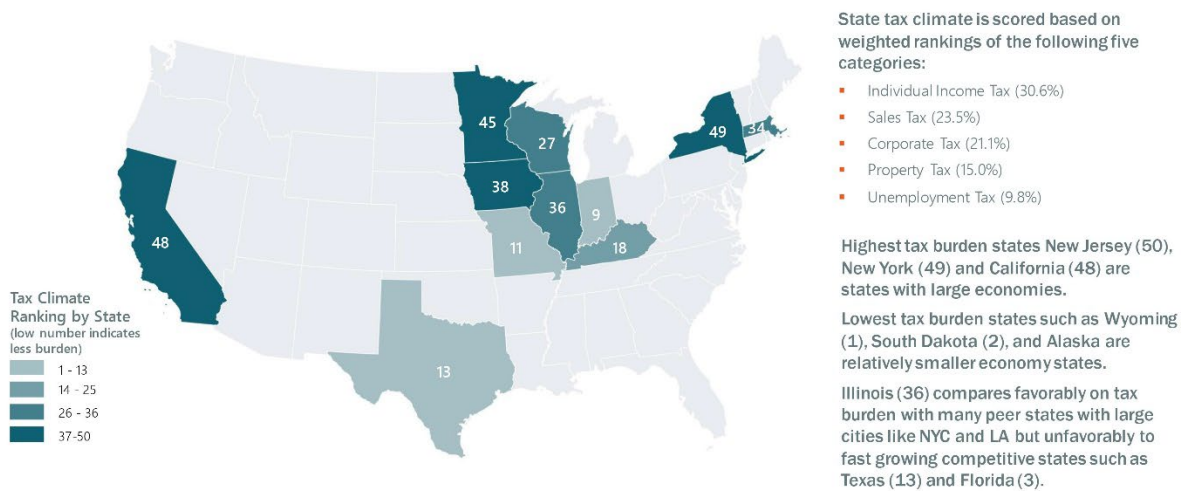 State tax climate is scored based on
weighted rankings of the following five
categories:
▪ Individual Income Tax (30.6%)
▪ Sales Tax (23.5%)
▪ Corporate Tax (21.1%)
▪ Property Tax (15.0%)
▪ Unemployment Tax (9.8%)
Highest tax burden states New Jersey (50),
New York (49) and California (48) are
states with large economies.
Lowest tax burden states such as Wyoming
(1), South Dakota (2), and Alaska are
relatively smaller economy states.
Illinois (36) compares favorably on tax
burden with many peer states with large
cities like NYC and LA but unfavorably to
fast growing competitive states such as
Texas (13) and Florida (3).
45
49
34
27
38
36
9
48
11
18
13
Tax Climate
Ranking by State
(low number indicates
less burden)
1 - 13
14 - 25
26 - 36
37-50